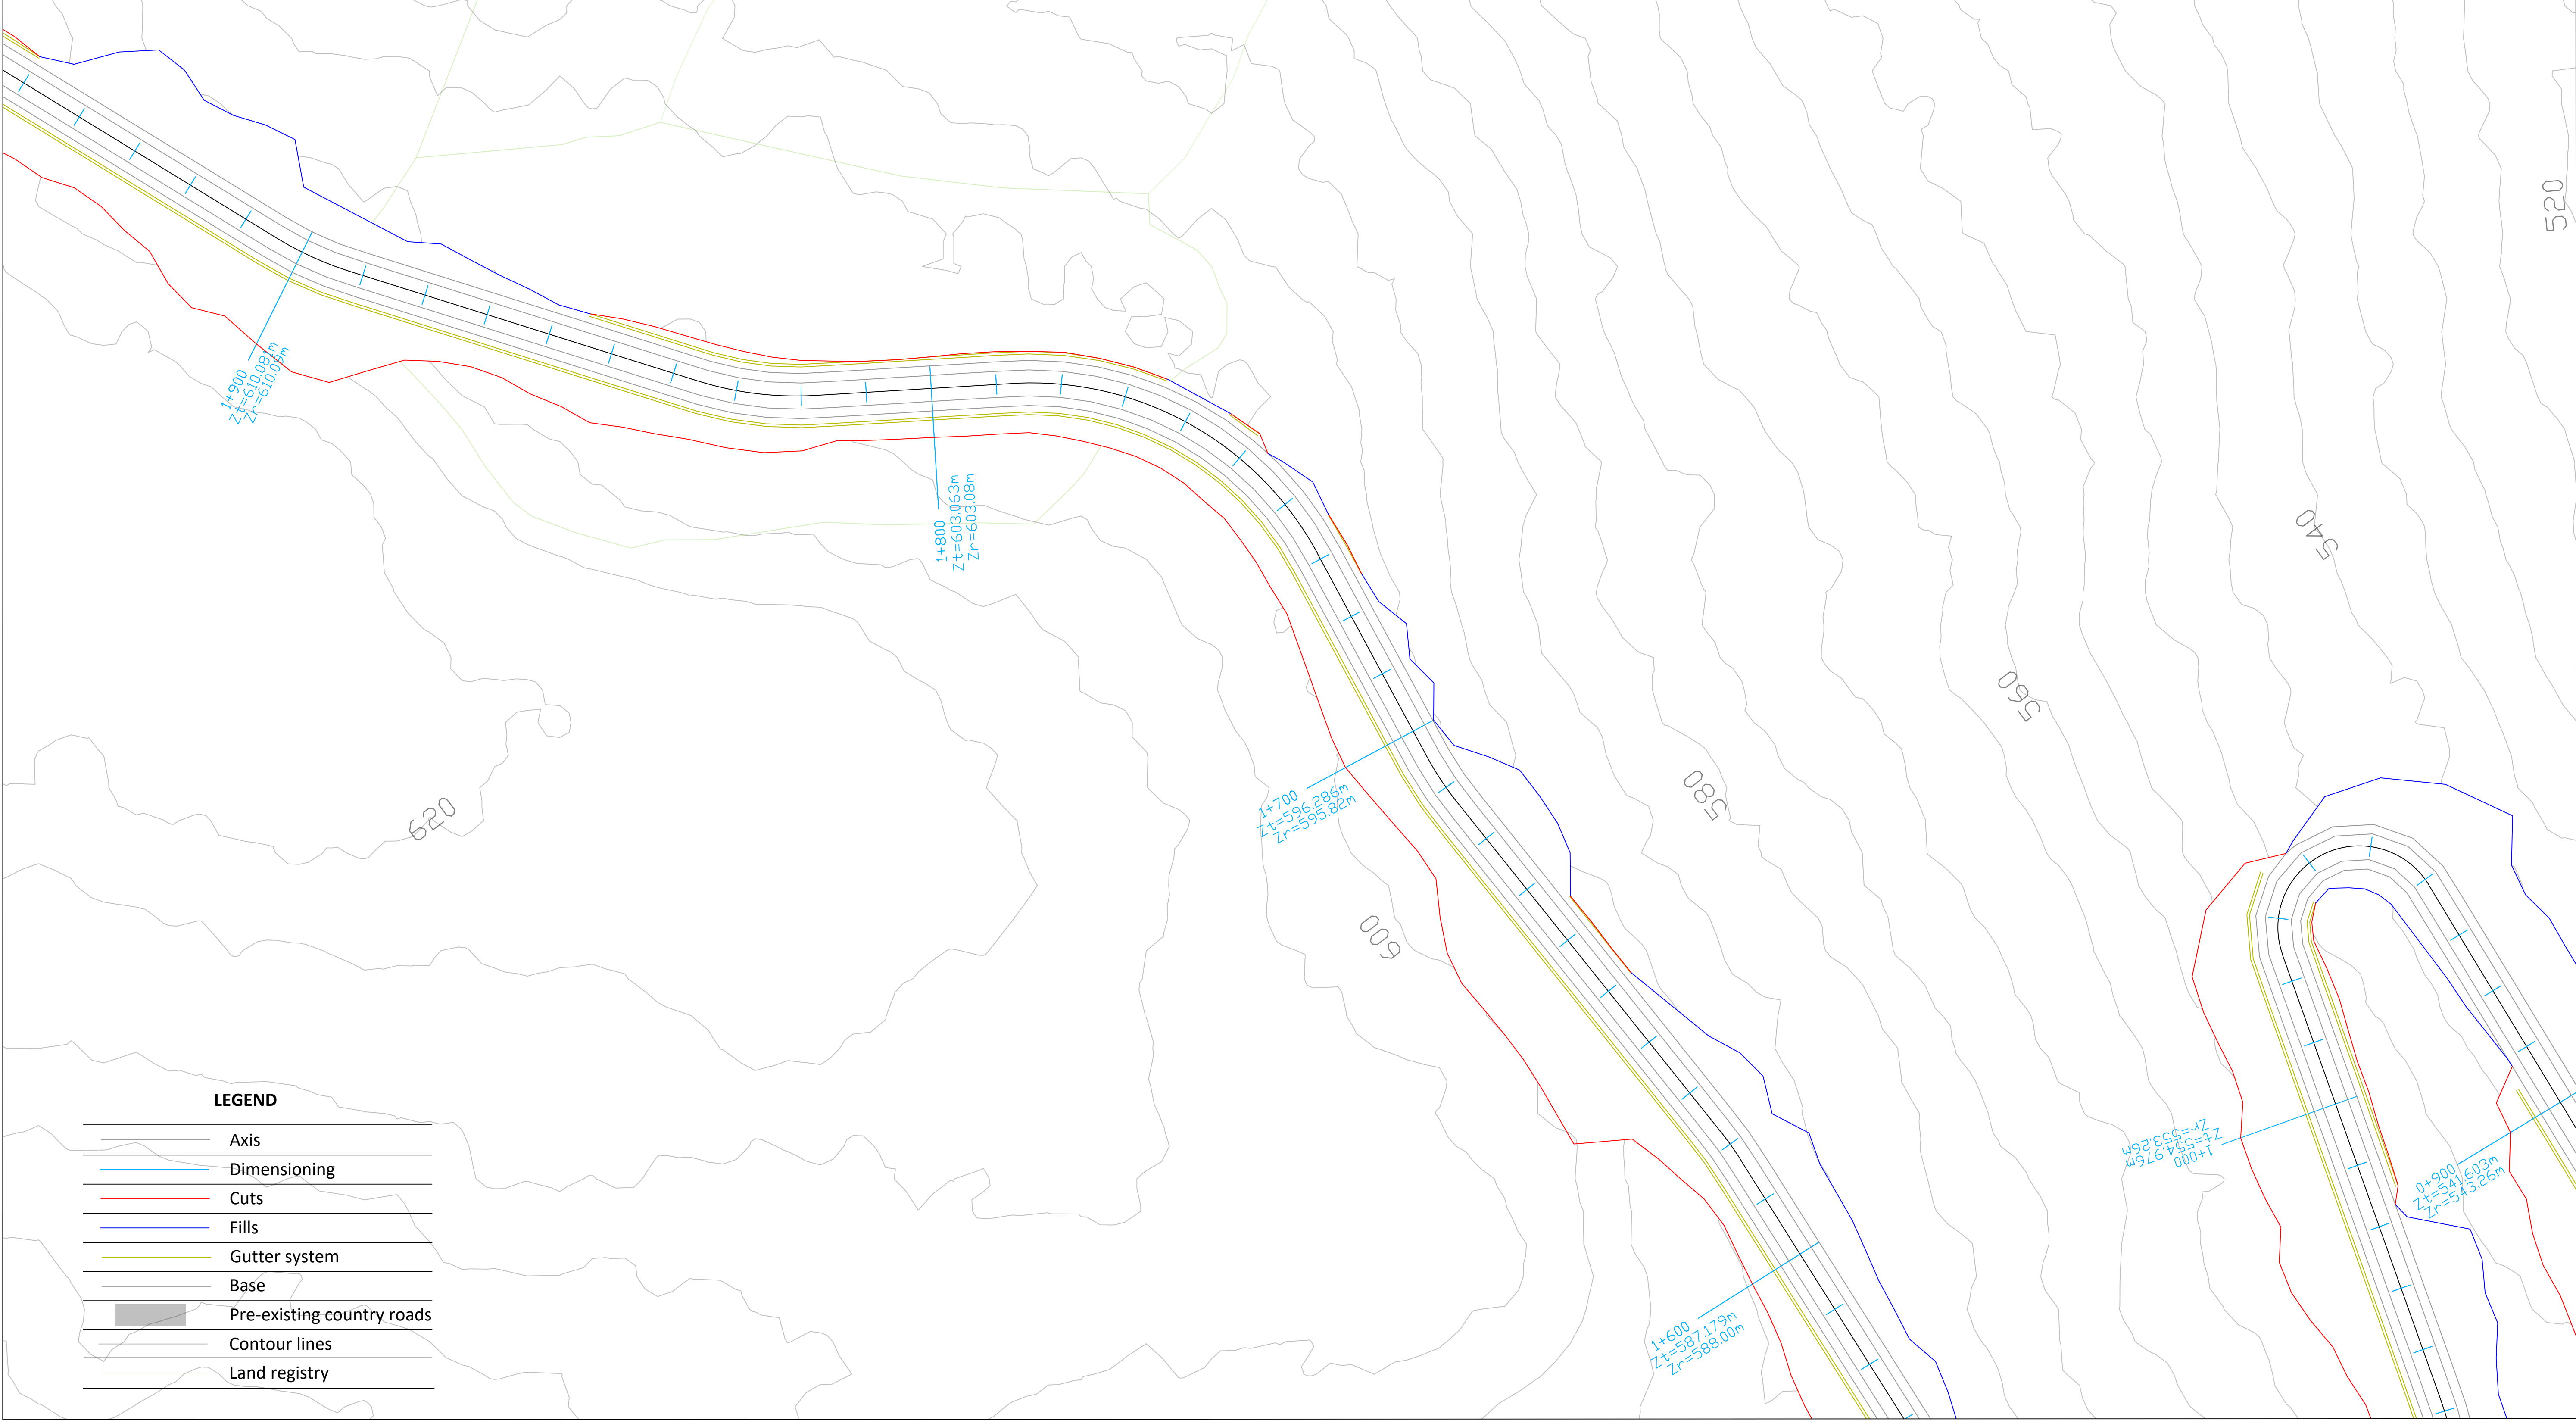 520
540
1+900
Zt=610.081m
Zr=610.09m
1+800
Zt=603.063m
Zr=603.08m
560
1+700
Zt=596.286m
Zr=595.82m
580
630
600
LEGEND
Axis
Dimensioning
Cuts
Fills
Gutter system
Base
Pre-existing country roads
Contour lines
Land registry
1+000
Zt=554.976m
Zr=553.26m
0+900
Zt=541.603m
Zr=543.26m
1+600
Zt=587.179m
Zr=588.00m